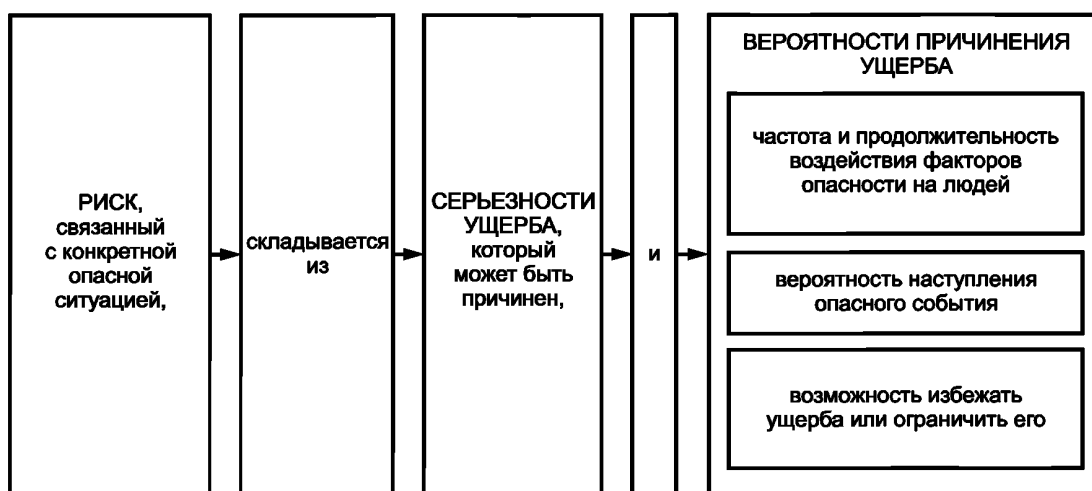 РИСК,
связанный
с конкретной
опасной
ситуацией,
складывается
из
СЕРЬЕЗНОСТИ
УЩЕРБА,
который
может быть
причинен,
и
ВЕРОЯТНОСТИ ПРИЧИНЕНИЯ
УЩЕРБА
частота и продолжительность
воздействия факторов
опасности на людей
вероятность наступления
опасного события
возможность избежать
ущерба или ограничить его